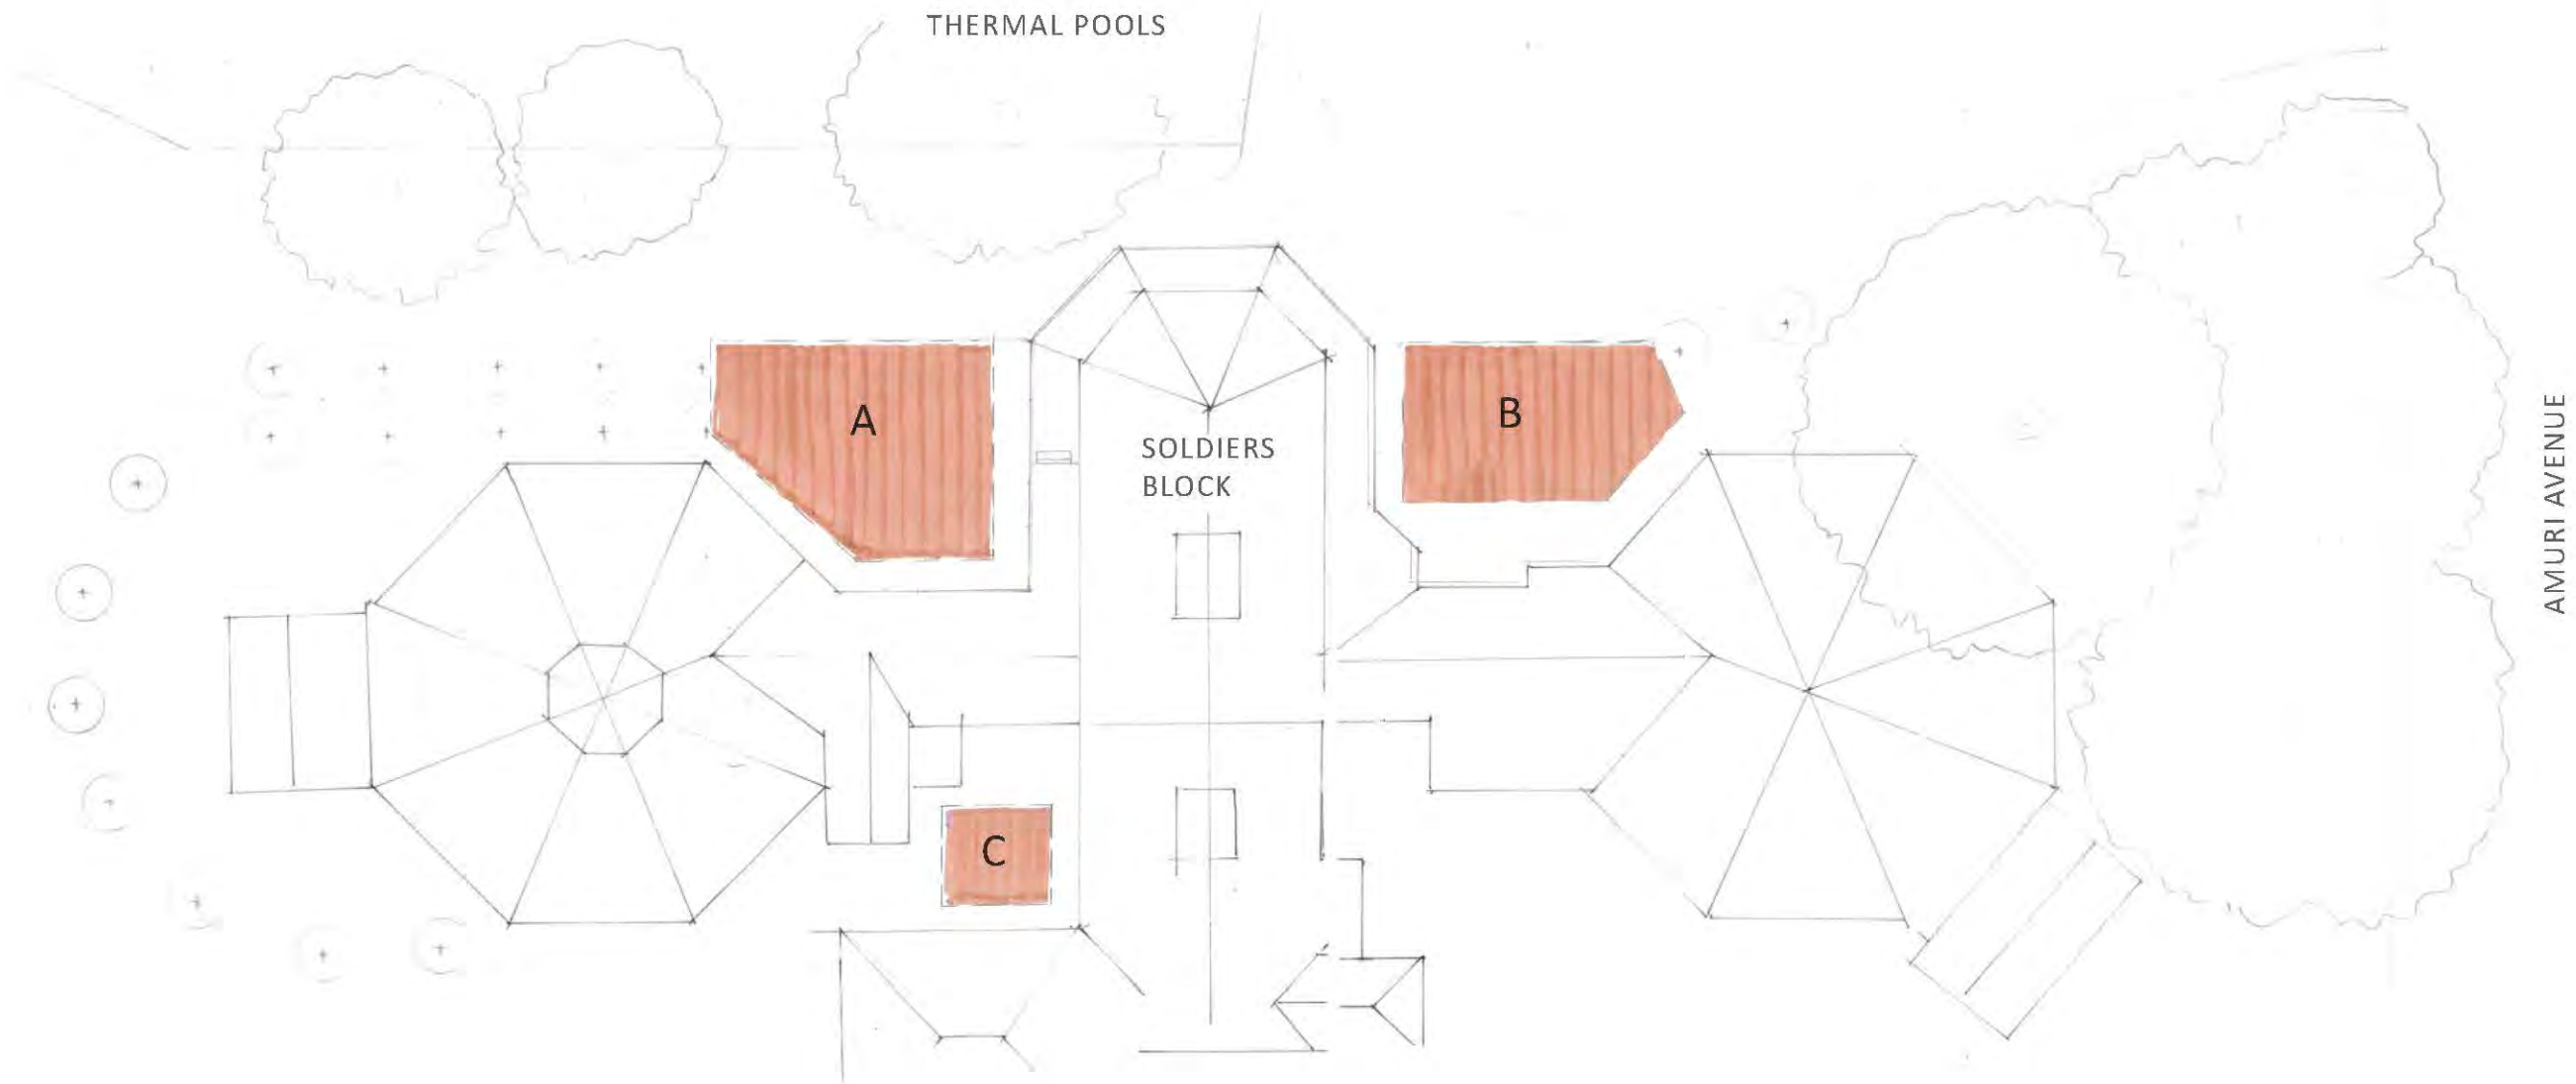 THERMAL POOLS
A
B
SOLDIERS
BLOCK
C
AMURI AVENUE